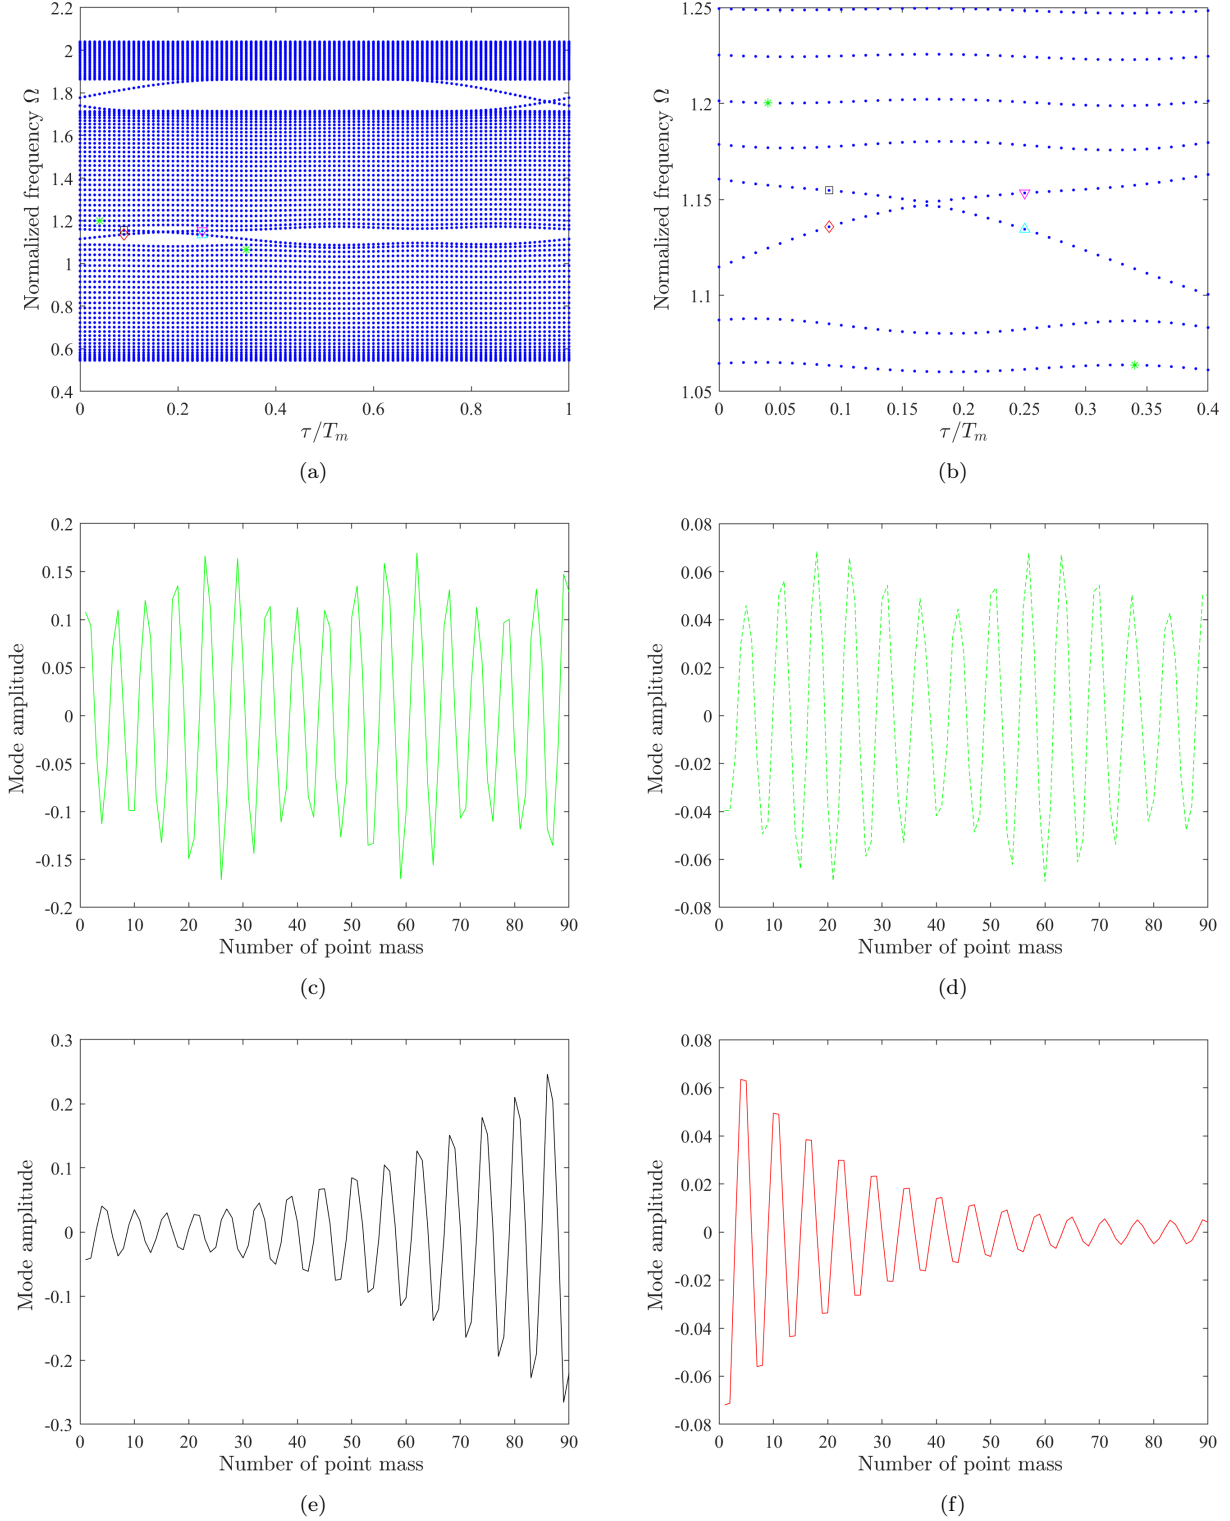 2.2
2
1.8
1.6
1.4
1.2
1
0.8
0.6
0.4
0 0.2 0.4 0.6 0.8 1
Normalized frequency Ω
τ/Tₘ
(a)
1.25
1.2
1.15
1.1
1.05
0 0.05 0.1 0.15 0.2 0.25 0.3 0.35 0.4
Normalized frequency Ω
τ/Tₘ
(b)
0.2
0.15
0.1
0.05
0
-0.05
-0.1
-0.15
-0.2
0 10 20 30 40 50 60 70 80 90
Mode amplitude
Number of point mass
(c)
0.08
0.06
0.04
0.02
0
-0.02
-0.04
-0.06
-0.08
0 10 20 30 40 50 60 70 80 90
Mode amplitude
Number of point mass
(d)
0.3
0.2
0.1
0
-0.1
-0.2
-0.3
0 10 20 30 40 50 60 70 80 90
Mode amplitude
Number of point mass
(e)
0.08
0.06
0.04
0.02
0
-0.02
-0.04
-0.06
-0.08
0 10 20 30 40 50 60 70 80 90
Mode amplitude
Number of point mass
(f)